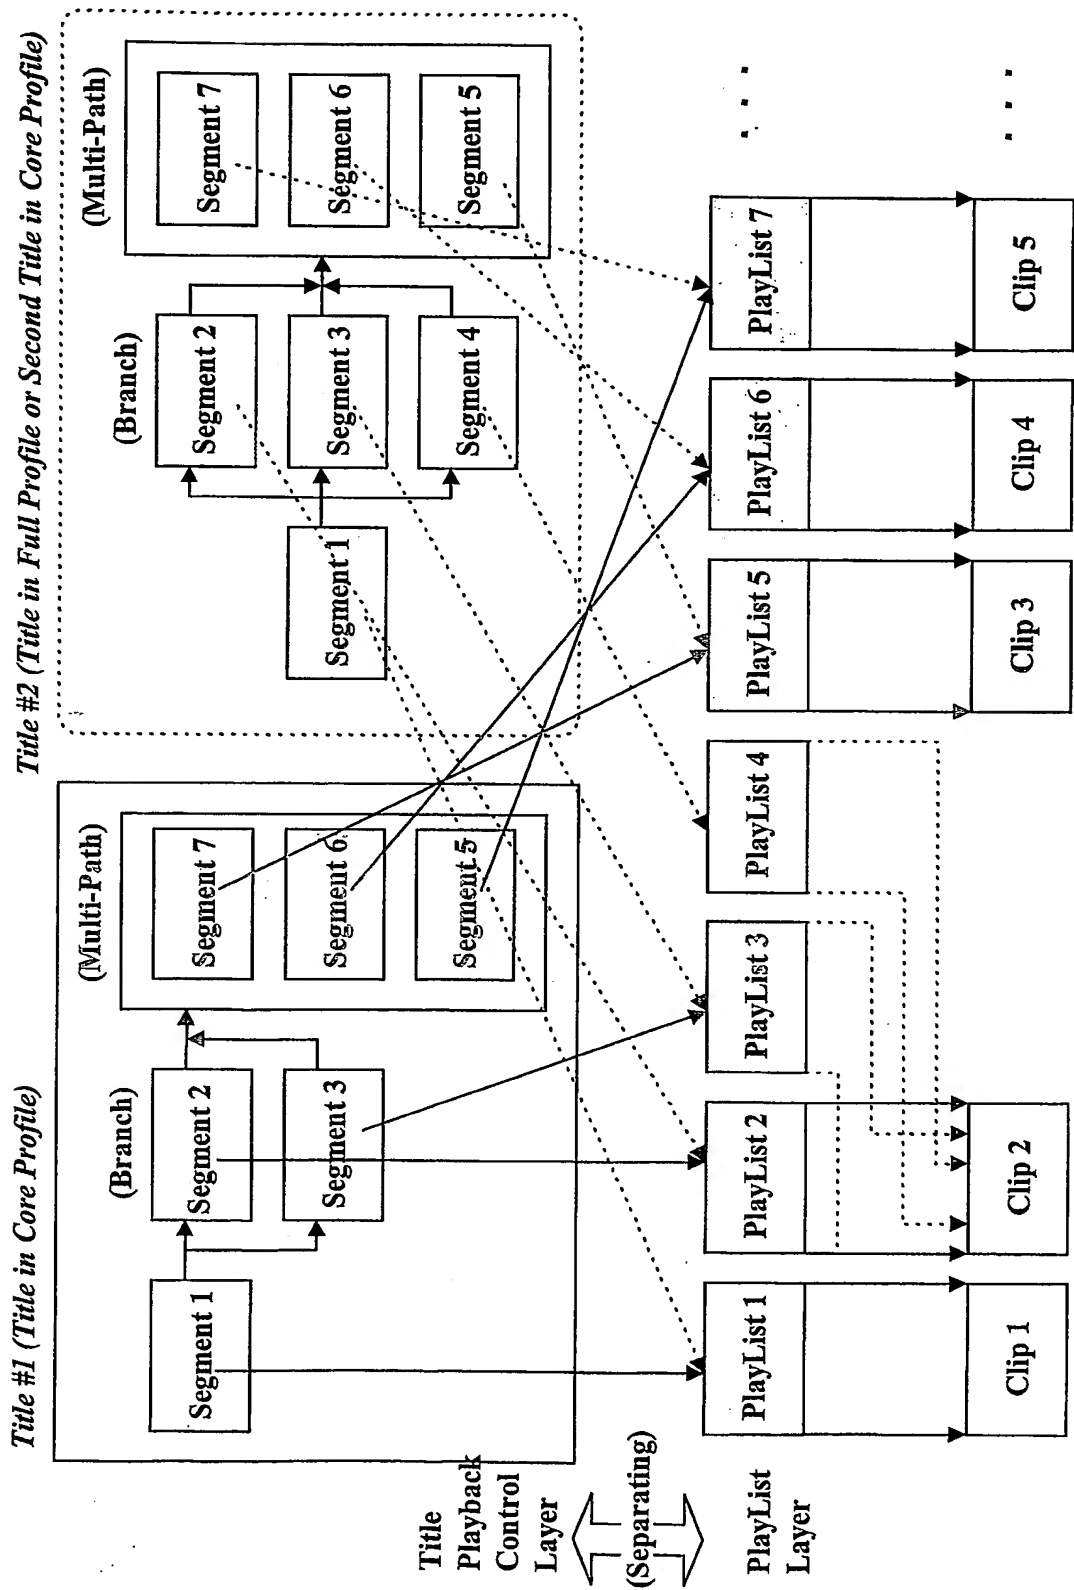 Title #1 (Title in Core Profile)
Title #2 (Title in Full Profile or Second Title in Core Profile)
(Branch)
(Multi-Path)
Segment 1
Segment 2
Segment 3
Segment 7
Segment 6
Segment 5
(Branch)
(Multi-Path)
Segment 1
Segment 2
Segment 3
Segment 4
Segment 7
Segment 6
Segment 5
Title
Playback
Control
Layer
(Separating)
PlayList
Layer
PlayList 1
PlayList 2
PlayList 3
PlayList 4
PlayList 5
PlayList 6
PlayList 7
Clip 1
Clip 2
Clip 3
Clip 4
Clip 5